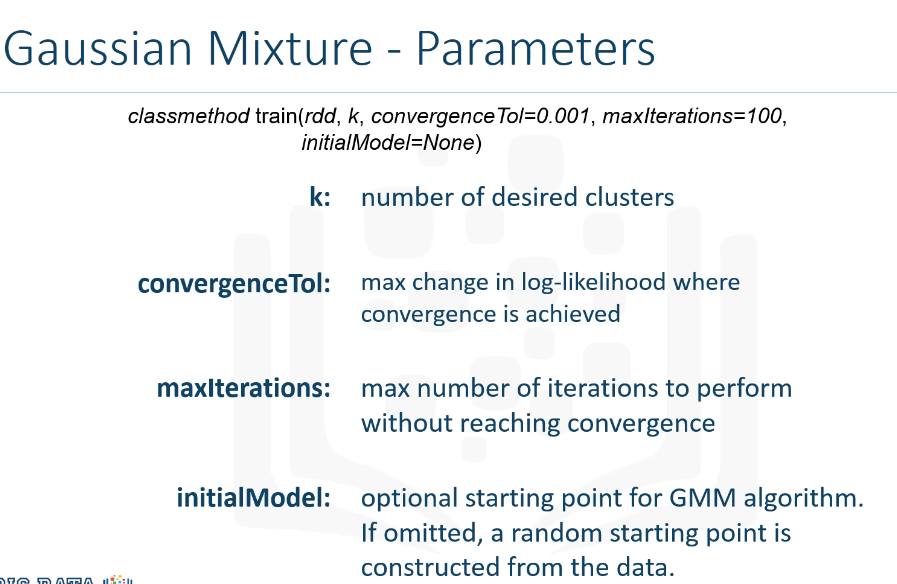 Gaussian Mixture - Parameters
classmethod train(rdd, k, convergenceTol=0.001, maxIterations=100,
initialModel=None)
k: number of desired clusters
convergenceTol: max change in log-likelihood where
convergence is achieved
maxIterations: max number of iterations to perform
without reaching convergence
initialModel: optional starting point for GMM algorithm.
If omitted, a random starting point is
constructed from the data.
BIG DATA